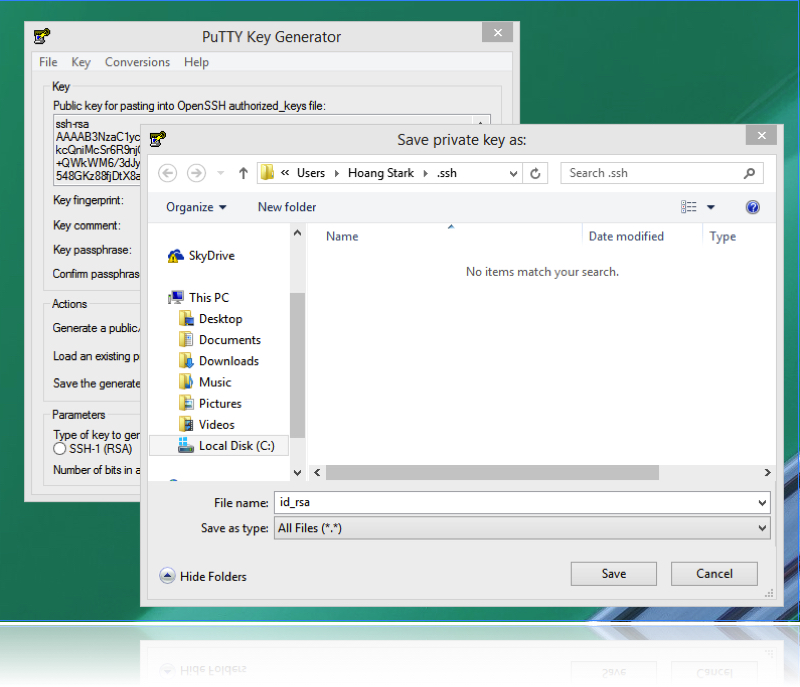 PuTTY Key Generator
File Key Conversions Help
Key
Public key for pasting into OpenSSH authorized_keys file:
ssh-rsa
AAAAB3NzaC1yc
kcQniMcSr6R9nj
+QWkWM6/3dJy
548GKz88fjDtX8a
Key fingerprint:
Key comment:
Key passphrase:
Confirm passphras
Actions
Generate a public/
Load an existing p
Save the generate
Parameters
Type of key to gen
SSH-1 (RSA)
Number of bits in a
Save private key as:
« Users Hoang Stark .ssh
Search .ssh
Organize New folder
SkyDrive
This PC
Desktop
Documents
Downloads
Music
Pictures
Videos
Local Disk (C:)
Name Date modified Type
No items match your search.
File name: id_rsa
Save as type: All Files (*.*)
Hide Folders Save Cancel